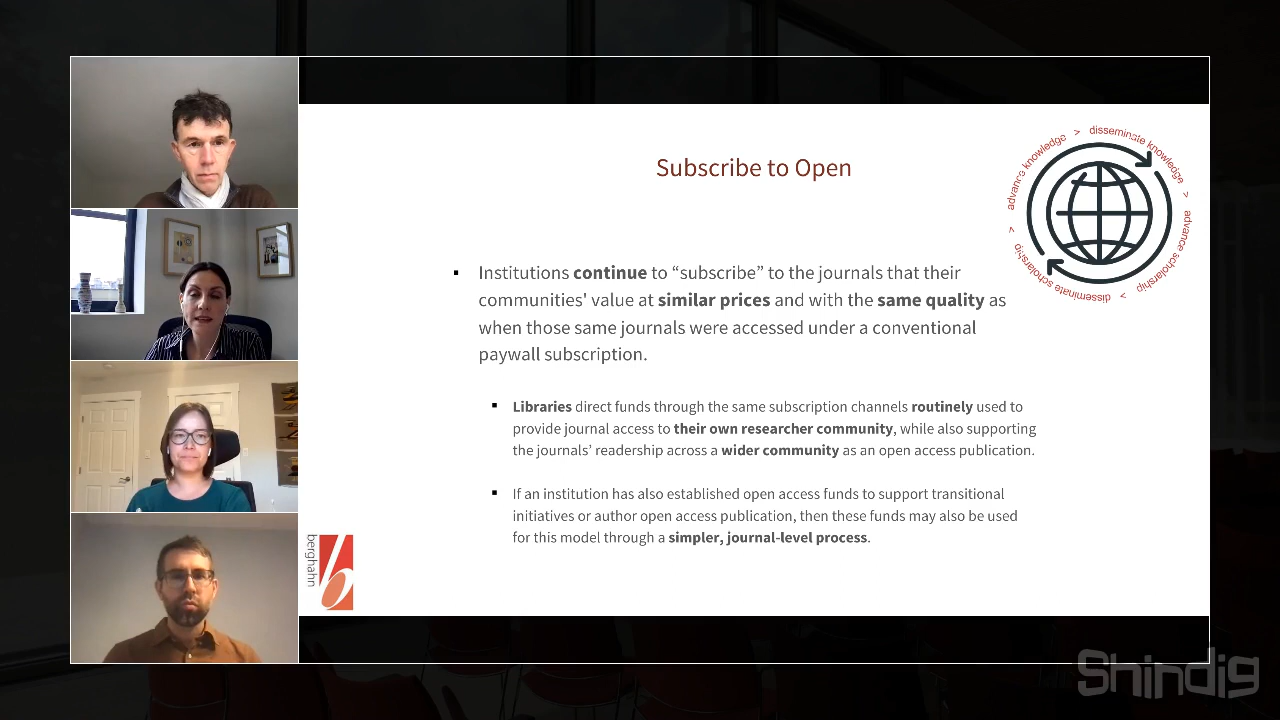 Subscribe to Open
advance knowledge > disseminate knowledge > advance scholarship > disseminate scholarship >
▪ Institutions continue to “subscribe” to the journals that their
communities' value at similar prices and with the same quality as
when those same journals were accessed under a conventional
paywall subscription.
▪ Libraries direct funds through the same subscription channels routinely used to
provide journal access to their own researcher community, while also supporting
the journals’ readership across a wider community as an open access publication.
▪ If an institution has also established open access funds to support transitional
initiatives or author open access publication, then these funds may also be used
for this model through a simpler, journal-level process.
berghahn
b
Shindig